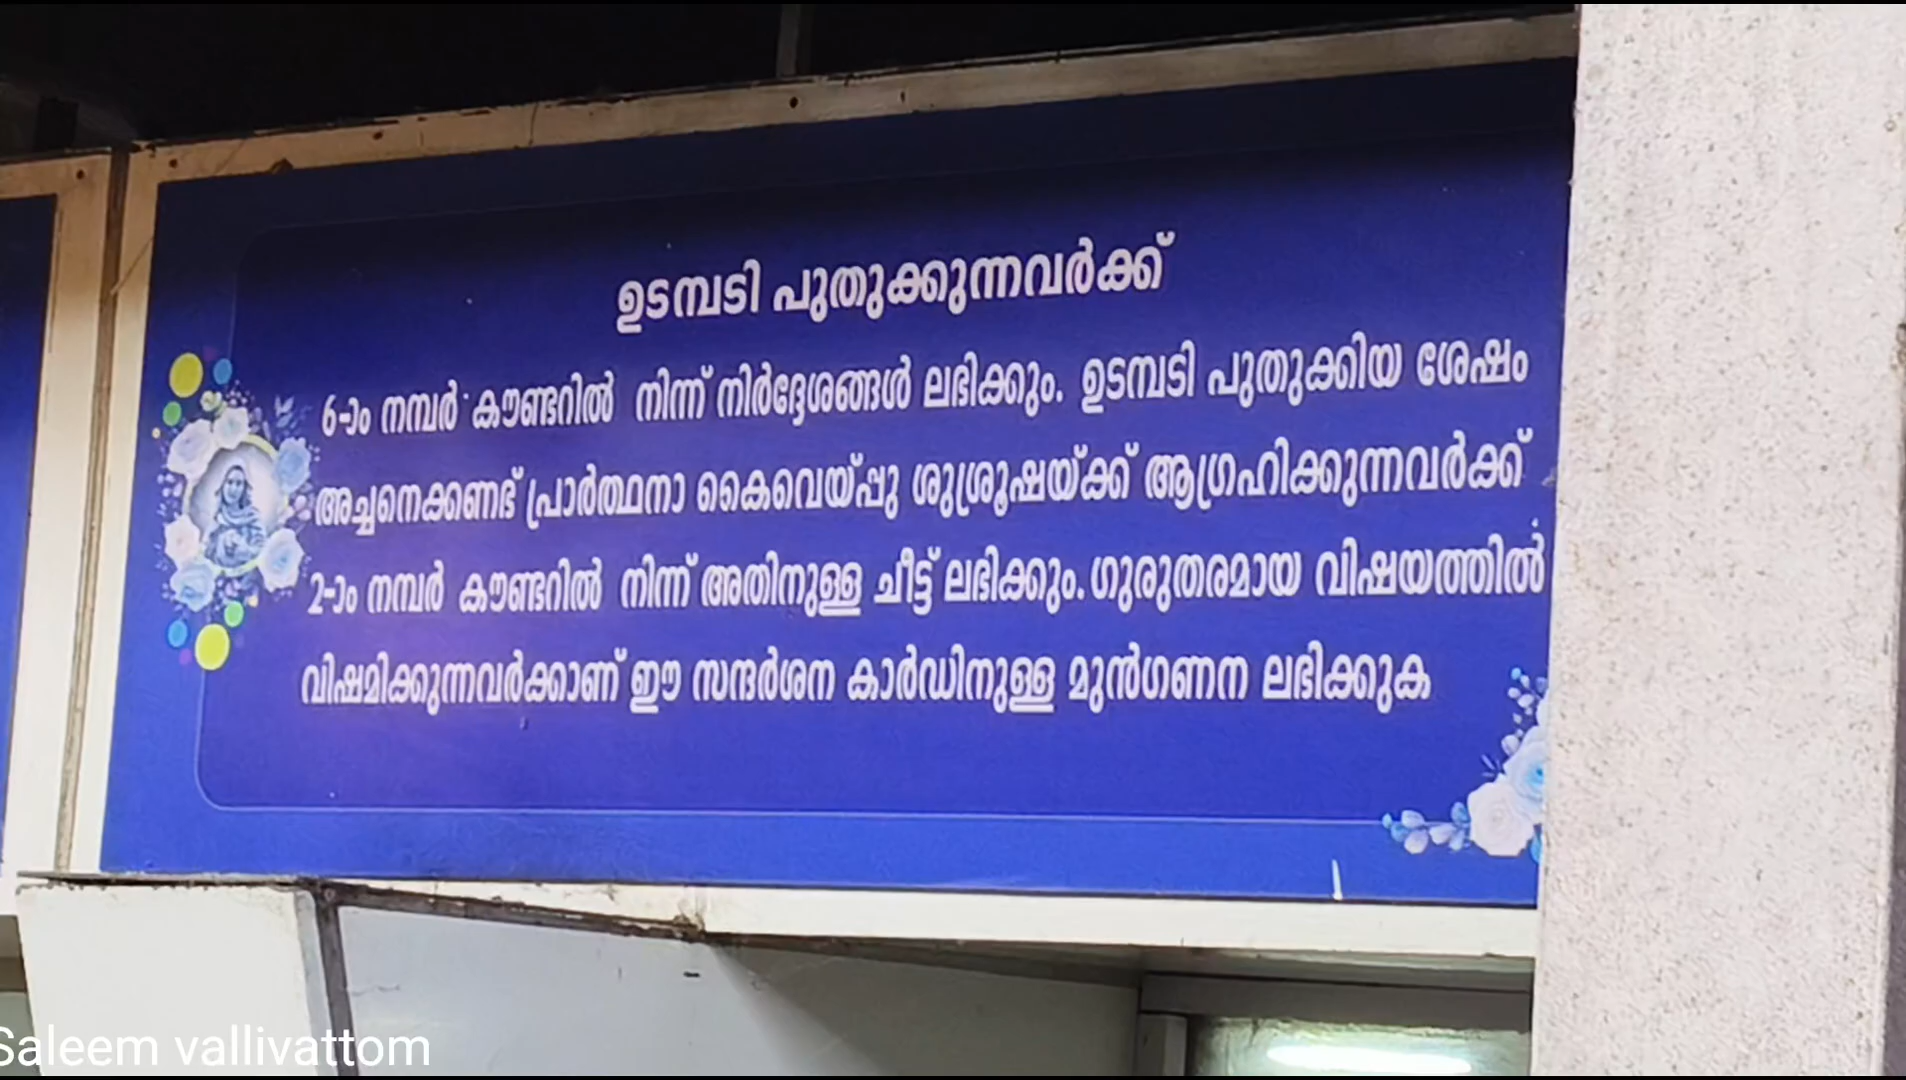 ഉടമ്പടി പുതുക്കുന്നവർക്ക്
6-ാം നമ്പർ കൗണ്ടറിൽ നിന്ന് നിർദ്ദേശങ്ങൾ ലഭിക്കും. ഉടമ്പടി പുതുക്കിയ ശേഷം
അച്ചനെക്കണ്ട് പ്രാർത്ഥനാ കൈവെയ്പ്പു ശുശ്രൂഷയ്ക്ക് ആഗ്രഹിക്കുന്നവർക്ക്
2-ാം നമ്പർ കൗണ്ടറിൽ നിന്ന് അതിനുള്ള ചീട്ട് ലഭിക്കും. ഗുരുതരമായ വിഷയത്തിൽ
വിഷമിക്കുന്നവർക്കാണ് ഈ സന്ദർശന കാർഡിനുള്ള മുൻഗണന ലഭിക്കുക
Saleem vallivattom